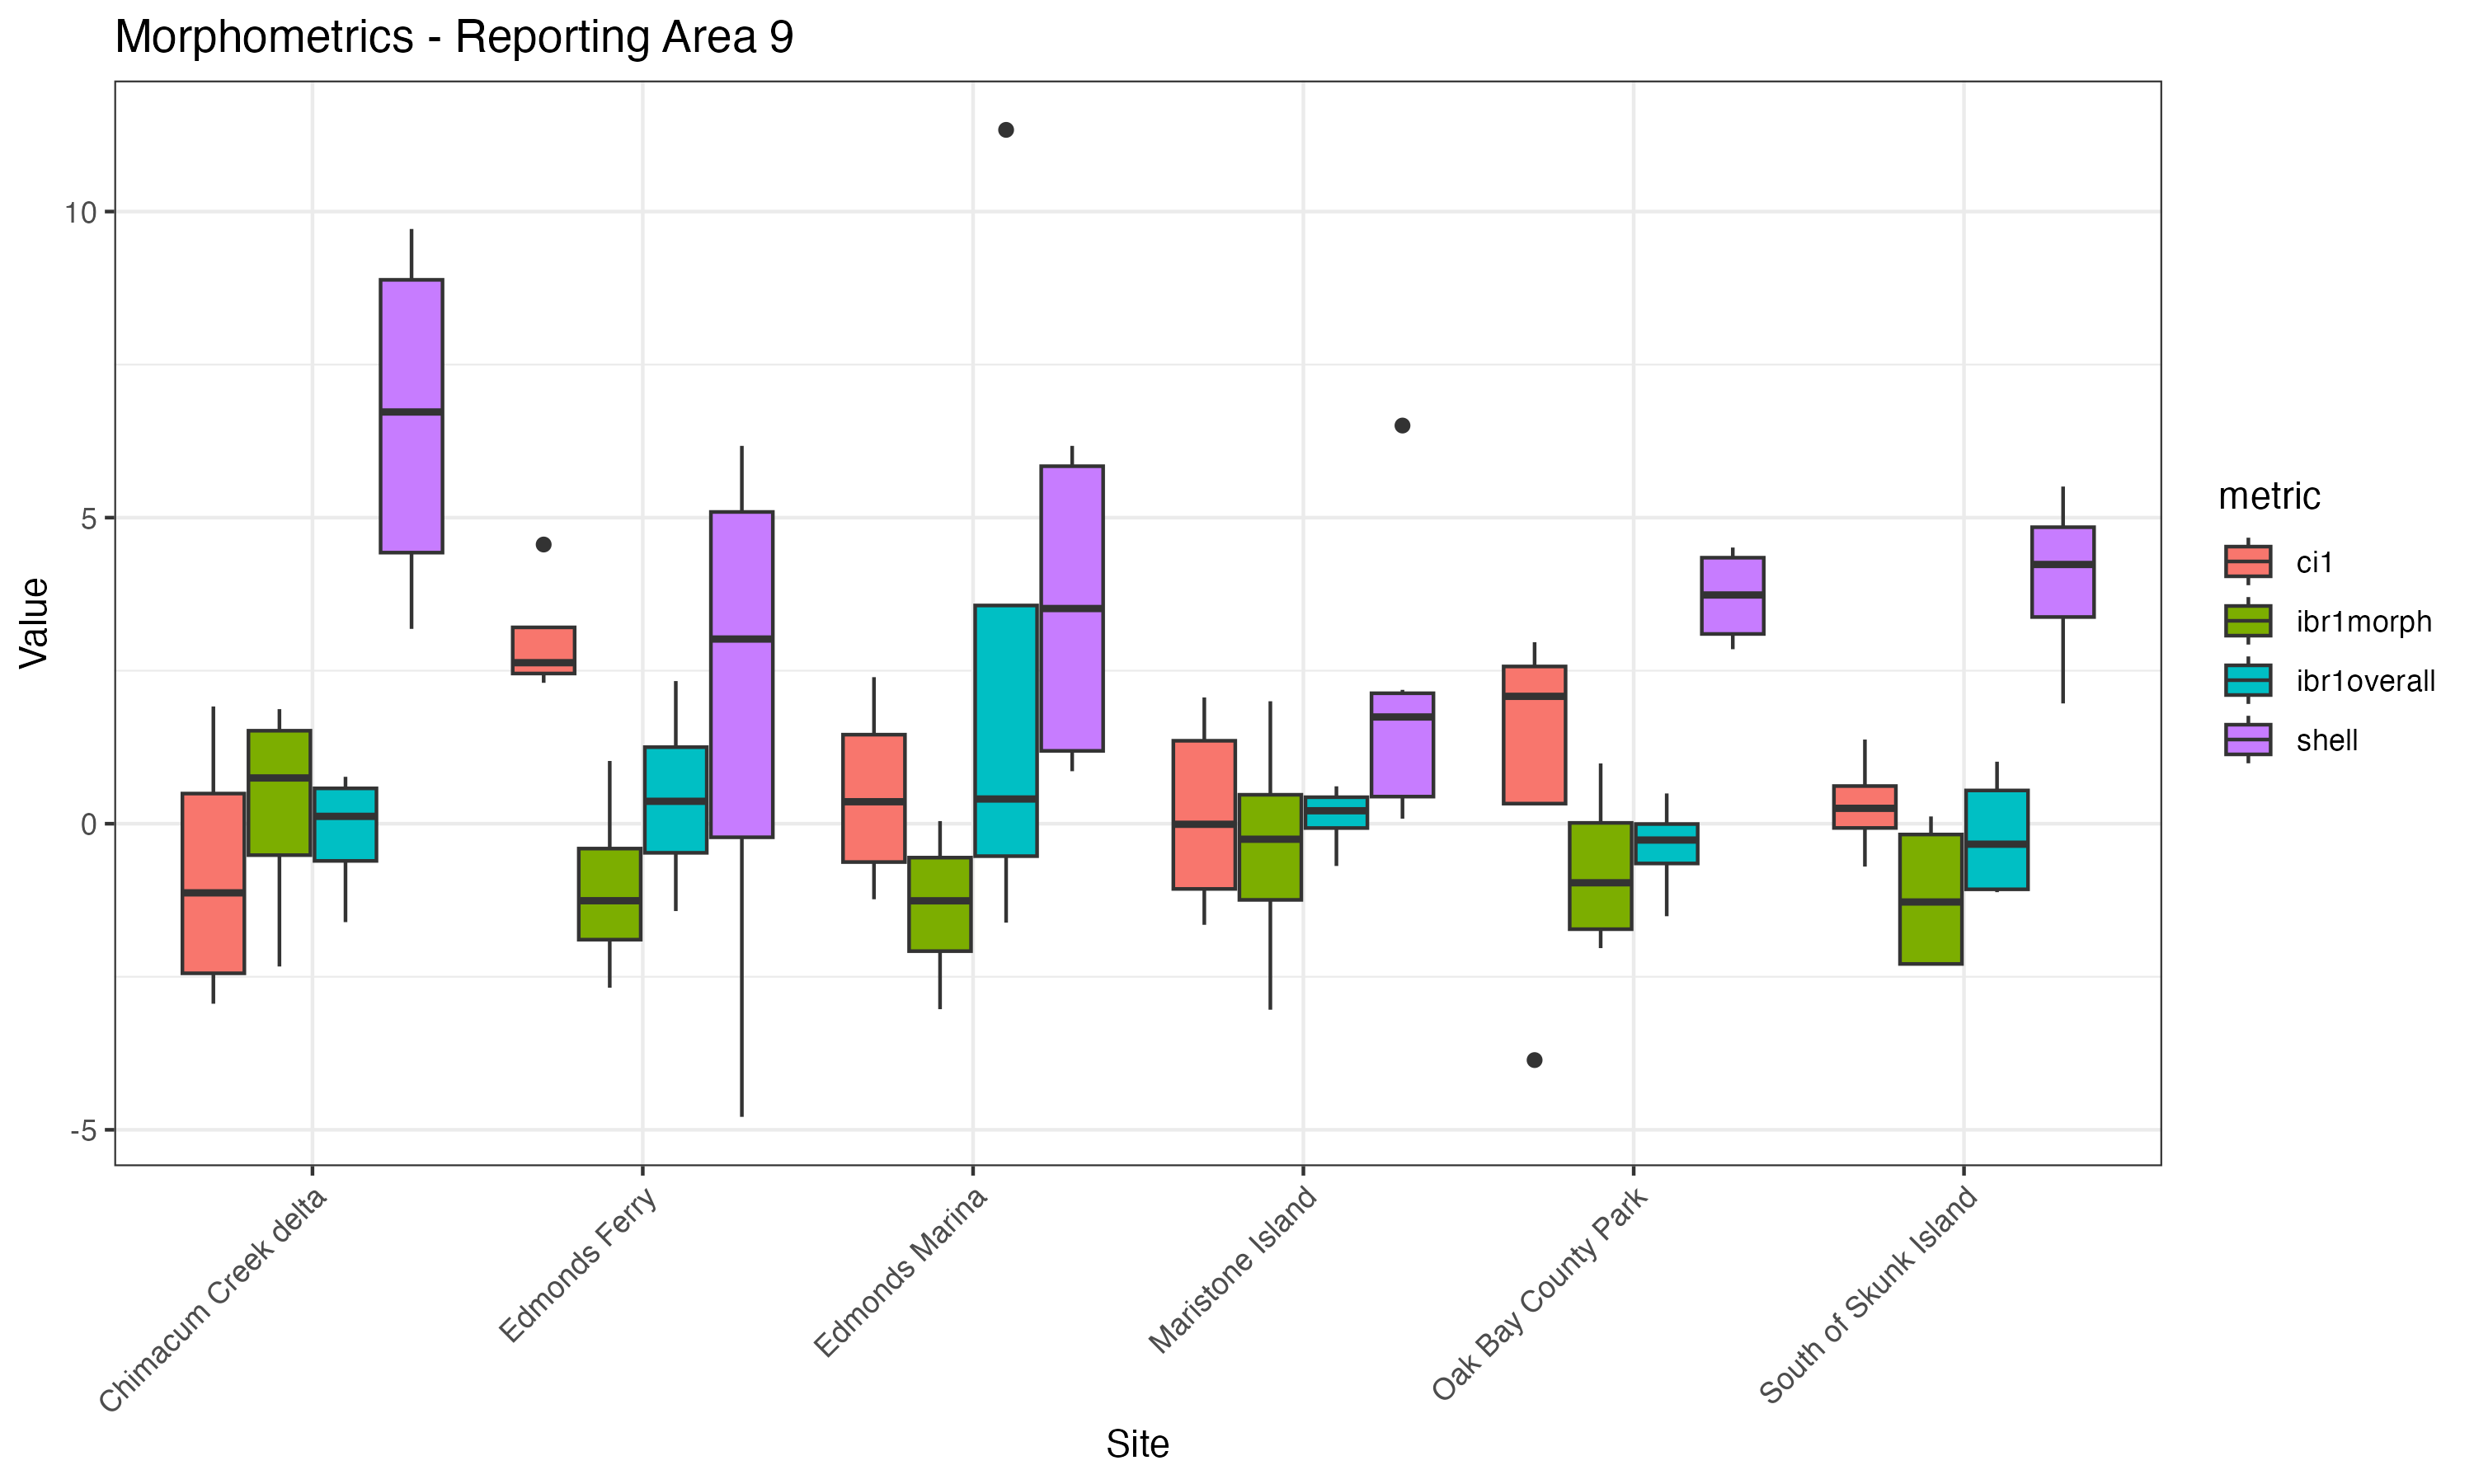 Morphometrics - Reporting Area 9
10
5
0
-5
Value
Chimacum Creek delta
Edmonds Ferry
Edmonds Marina
Maristone Island
Oak Bay County Park
South of Skunk Island
Site
metric
ci1
ibr1morph
ibr1overall
shell